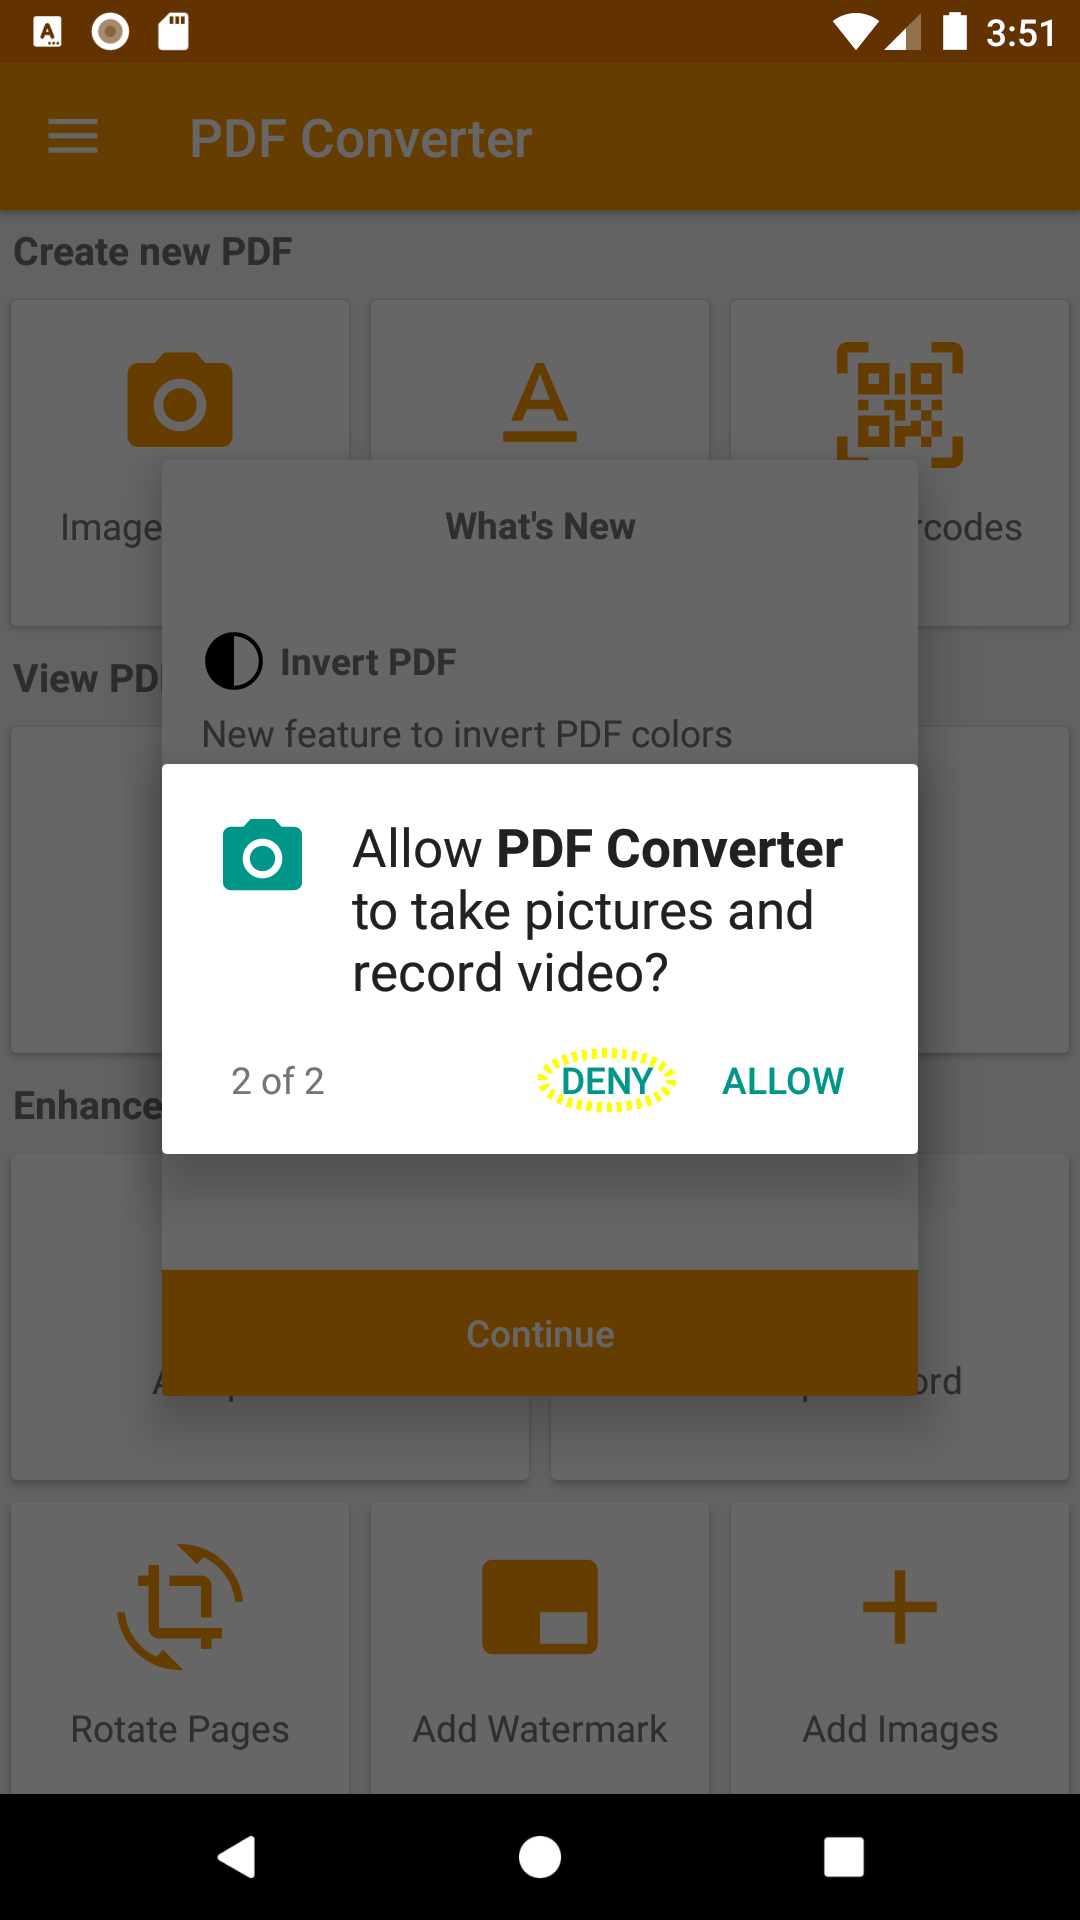 3:51
PDF Converter
Create new PDF
Image
rcodes
What's New
Invert PDF
View PD
New feature to invert PDF colors
Allow PDF Converter
to take pictures and
record video?
2 of 2
DENY
ALLOW
Enhance
Continue
ord
Rotate Pages
Add Watermark
Add Images